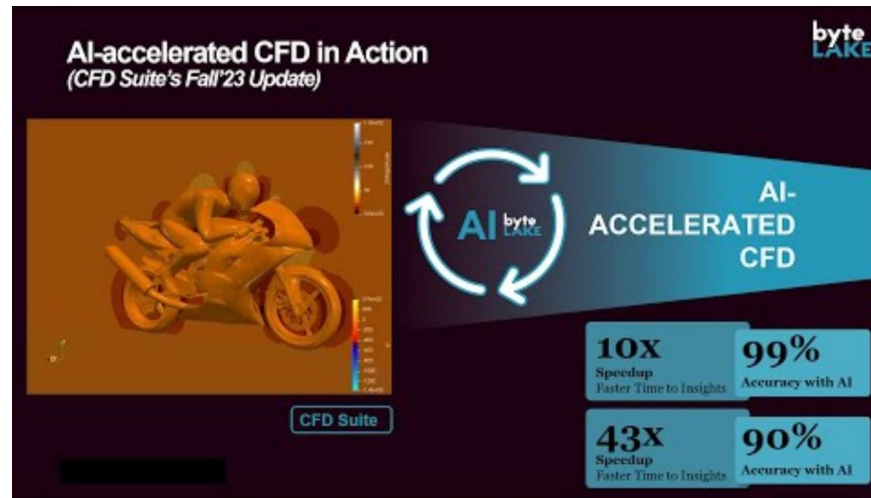 AI-accelerated CFD in Action
(CFD Suite's Fall'23 Update)
byte
LAKE
AI byte
LAKE
AI-
ACCELERATED
CFD
10x
Speedup
Faster Time to Insights
99%
Accuracy with AI
43x
Speedup
Faster Time to Insights
90%
Accuracy with AI
CFD Suite